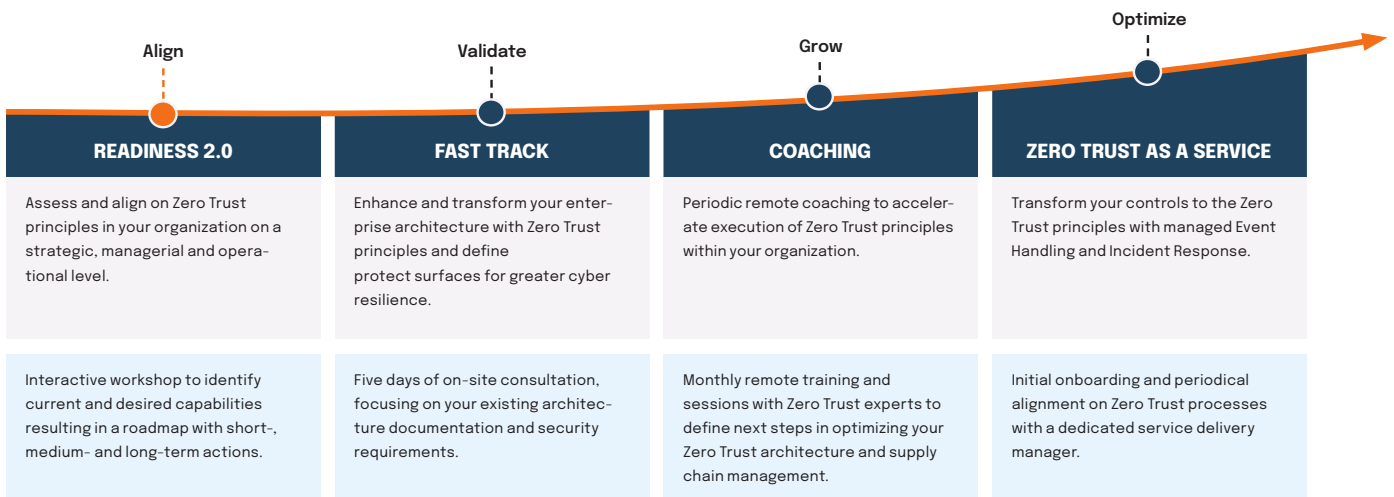 Align
Validate
Grow
Optimize
READINESS 2.0
FAST TRACK
COACHING
ZERO TRUST AS A SERVICE
Assess and align on Zero Trust
principles in your organization on a
strategic, managerial and opera-
tional level.
Enhance and transform your enter-
prise architecture with Zero Trust
principles and define
protect surfaces for greater cyber
resilience.
Periodic remote coaching to acceler-
ate execution of Zero Trust principles
within your organization.
Transform your controls to the Zero
Trust principles with managed Event
Handling and Incident Response.
Interactive workshop to identify
current and desired capabilities
resulting in a roadmap with short-,
medium- and long-term actions.
Five days of on-site consultation,
focusing on your existing architec-
ture documentation and security
requirements.
Monthly remote training and
sessions with Zero Trust experts to
define next steps in optimizing your
Zero Trust architecture and supply
chain management.
Initial onboarding and periodical
alignment on Zero Trust processes
with a dedicated service delivery
manager.